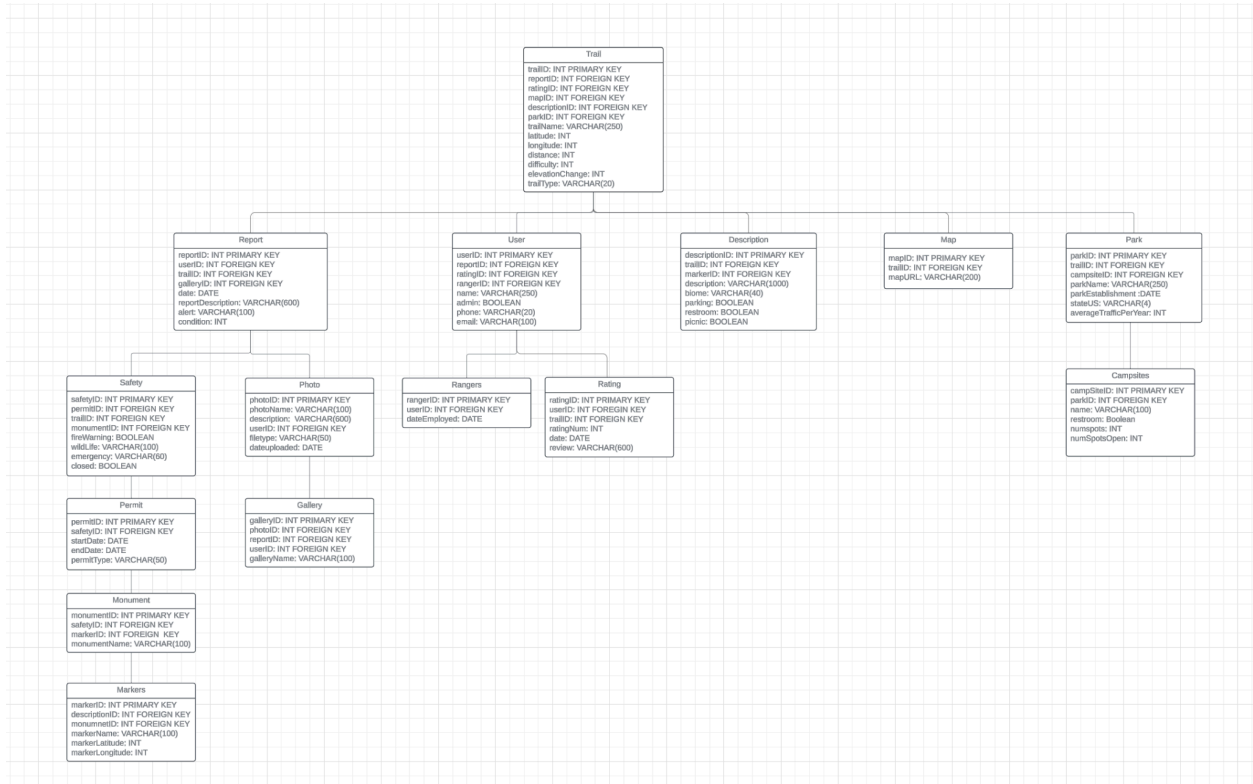 Trail
trailID: INT PRIMARY KEY
reportID: INT FOREIGN KEY
ratingID: INT FOREIGN KEY
mapID: INT FOREIGN KEY
descriptionID: INT FOREIGN KEY
parkID: INT FOREIGN KEY
trailName: VARCHAR(250)
latitude: INT
longitude: INT
distance: INT
difficulty: INT
elevationChange: INT
trailType: VARCHAR(20)
Report
reportID: INT PRIMARY KEY
userID: INT FOREIGN KEY
trailID: INT FOREIGN KEY
galleryID: INT FOREIGN KEY
date: DATE
reportDescription: VARCHAR(600)
alert: VARCHAR(100)
condition: INT
User
userID: INT PRIMARY KEY
reportID: INT FOREIGN KEY
ratingID: INT FOREIGN KEY
rangerID: INT FOREIGN KEY
name: VARCHAR(250)
admin: BOOLEAN
phone: VARCHAR(20)
email: VARCHAR(100)
Description
descriptionID: INT PRIMARY KEY
trailID: INT FOREIGN KEY
markerID: INT FOREIGN KEY
description: VARCHAR(1000)
biome: VARCHAR(40)
parking: BOOLEAN
restroom: BOOLEAN
picnic: BOOLEAN
Map
mapID: INT PRIMARY KEY
trailID: INT FOREIGN KEY
mapURL: VARCHAR(200)
Park
parkID: INT PRIMARY KEY
trailID: INT FOREIGN KEY
campsiteID: INT FOREIGN KEY
parkName: VARCHAR(250)
parkEstablishment :DATE
stateUS: VARCHAR(4)
averageTrafficPerYear: INT
Safety
safetyID: INT PRIMARY KEY
permitID: INT FOREIGN KEY
trailID: INT FOREIGN KEY
monumentID: INT FOREIGN KEY
fireWarning: BOOLEAN
wildLife: VARCHAR(100)
emergency: VARCHAR(60)
closed: BOOLEAN
Photo
photoID: INT PRIMARY KEY
photoName: VARCHAR(100)
description: VARCHAR(600)
userID: INT FOREIGN KEY
filetype: VARCHAR(50)
dateuploaded: DATE
Rangers
rangerID: INT PRIMARY KEY
userID: INT FOREIGN KEY
dateEmployed: DATE
Rating
ratingID: INT PRIMARY KEY
userID: INT FOREGIN KEY
trailID: INT FOREIGN KEY
ratingNum: INT
date: DATE
review: VARCHAR(600)
Campsites
campSiteID: INT PRIMARY KEY
parkID: INT FOREIGN KEY
name: VARCHAR(100)
restroom: Boolean
numspots: INT
numSpotsOpen: INT
Permit
permitID: INT PRIMARY KEY
safetyID: INT FOREIGN KEY
startDate: DATE
endDate: DATE
permitType: VARCHAR(50)
Gallery
galleryID: INT PRIMARY KEY
photoID: INT FOREIGN KEY
reportID: INT FOREIGN KEY
userID: INT FOREIGN KEY
galleryName: VARCHAR(100)
Monument
monumentID: INT PRIMARY KEY
safetyID: INT FOREIGN KEY
markerID: INT FOREIGN KEY
monumentName: VARCHAR(100)
Markers
markerID: INT PRIMARY KEY
descriptionID: INT FOREIGN KEY
monumnetID: INT FOREIGN KEY
markerName: VARCHAR(100)
markerLatitude: INT
markerLongitude: INT